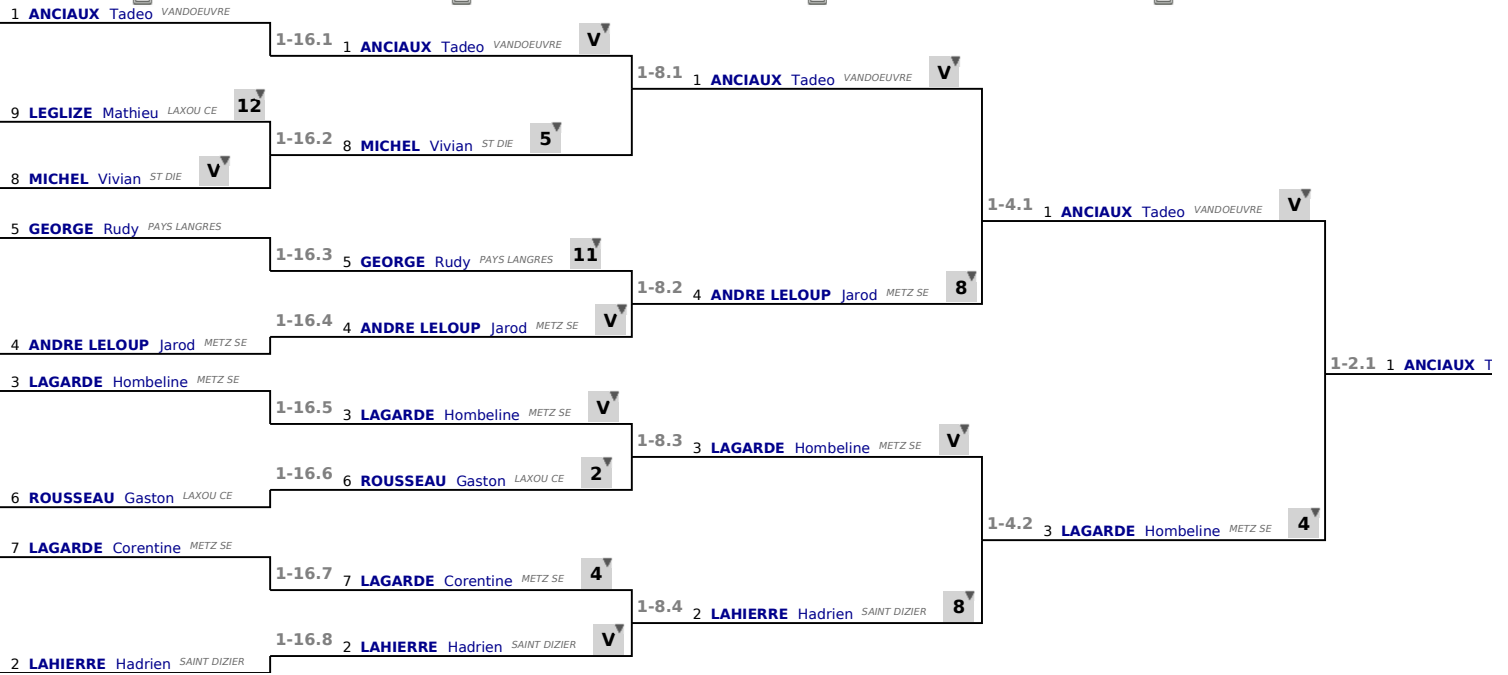 1 ANCIAUX Tadeo VANDOEUVRE
1-16.1 1 ANCIAUX Tadeo VANDOEUVRE V
1-8.1 1 ANCIAUX Tadeo VANDOEUVRE V
9 LEGLIZE Mathieu LAXOU CE 12
1-16.2 8 MICHEL Vivian ST DIE 5
8 MICHEL Vivian ST DIE V
1-4.1 1 ANCIAUX Tadeo VANDOEUVRE V
5 GEORGE Rudy PAYS LANGRES
1-16.3 5 GEORGE Rudy PAYS LANGRES 11
1-8.2 4 ANDRE LELOUP Jarod METZ SE 8
1-16.4 4 ANDRE LELOUP Jarod METZ SE V
4 ANDRE LELOUP Jarod METZ SE
1-2.1 1 ANCIAUX T
3 LAGARDE Hombeline METZ SE
1-16.5 3 LAGARDE Hombeline METZ SE V
1-8.3 3 LAGARDE Hombeline METZ SE V
1-16.6 6 ROUSSEAU Gaston LAXOU CE 2
6 ROUSSEAU Gaston LAXOU CE
1-4.2 3 LAGARDE Hombeline METZ SE 4
7 LAGARDE Corentine METZ SE
1-16.7 7 LAGARDE Corentine METZ SE 4
1-8.4 2 LAHIERRE Hadrien SAINT DIZIER 8
1-16.8 2 LAHIERRE Hadrien SAINT DIZIER V
2 LAHIERRE Hadrien SAINT DIZIER